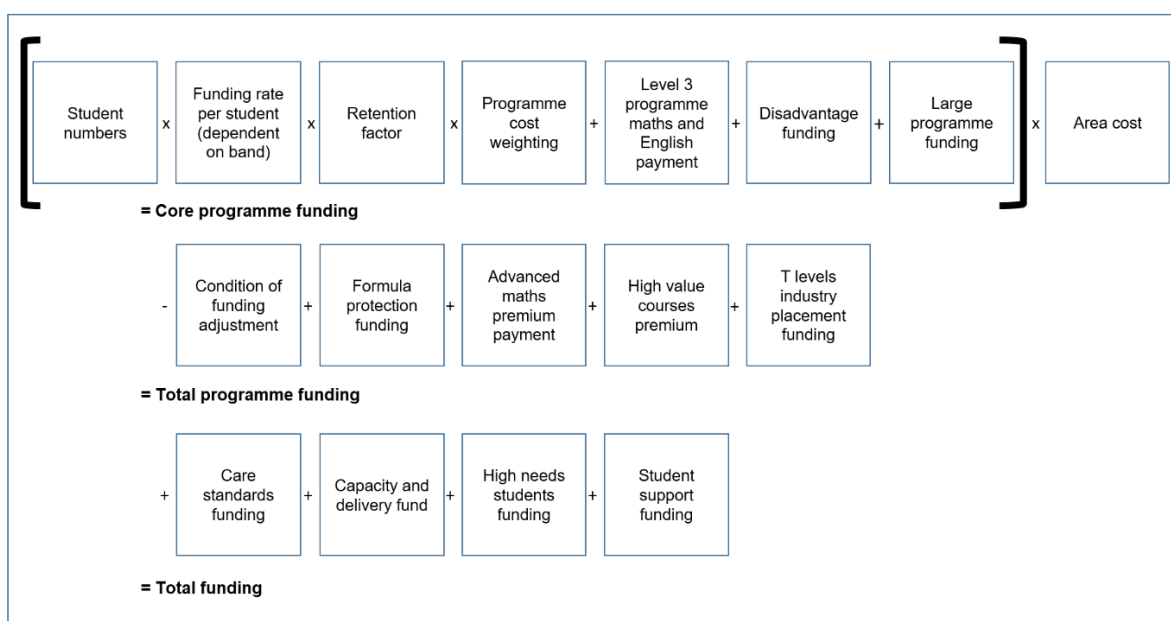 Student
numbers
x
Funding rate
per student
(dependent
on band)
x
Retention
factor
x
Programme
cost
weighting
+
Level 3
programme
maths and
English
payment
+
Disadvantage
funding
+
Large
programme
funding
x
Area cost
= Core programme funding
-
Condition of
funding
adjustment
+
Formula
protection
funding
+
Advanced
maths
premium
payment
+
High value
courses
premium
+
T levels
industry
placement
funding
= Total programme funding
+
Care
standards
funding
+
Capacity and
delivery fund
+
High needs
students
funding
+
Student
support
funding
= Total funding